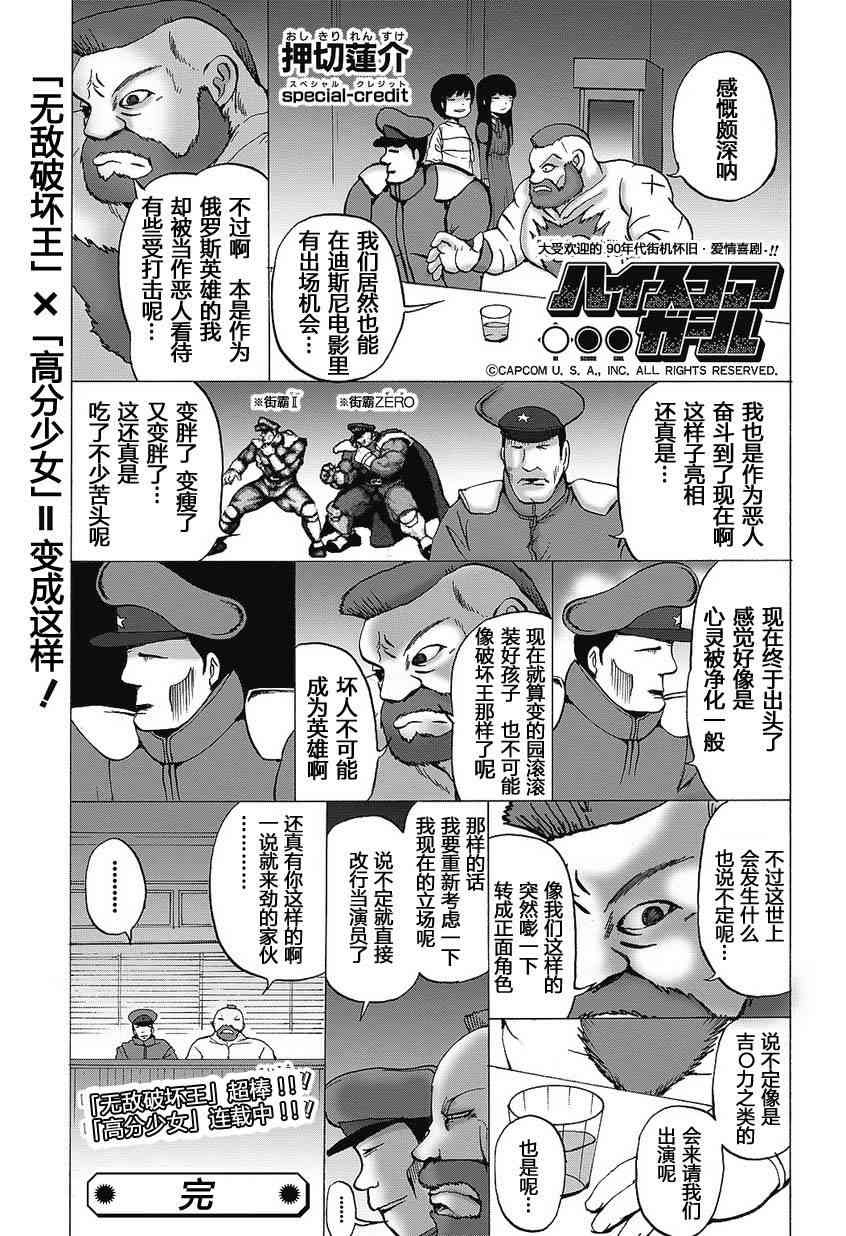 「无敌破坏王」×「高分少女」=变成这样!
おし きり れん すけ
押切蓮介
スペシャル クレジット
special-credit
感慨颇深呐
大受欢迎的 90年代街机怀旧·爱情喜剧-!!
ハイスコア
ガール
HI SCORE GIRL
©CAPCOM U. S. A., INC. ALL RIGHTS RESERVED.
我们居然也能
在迪斯尼电影里
有出场机会…
不过啊 本是作为
俄罗斯英雄的我
却被当作恶人看待
有些受打击呢…
我也是作为恶人
奋斗到了现在啊
这样子亮相
还真是…
※街霸ZERO
※街霸Ⅱ
变胖了 变瘦了
又变胖了…
这还真是
吃了不少苦头呢
现在终于出头了
感觉好像是
心灵被净化一般
现在就算变的园滚滚
装好孩子 也不可能
像破坏王那样了呢
坏人不可能
成为英雄啊
不过这世上
会发生什么
也说不定呢…
像我们这样的
突然嘭一下
转成正面角色
说不定像是
吉〇力之类的
会来请我们
出演呢
也是呢…
那样的话
我要重新考虑一下
我现在的立场呢
说不定就直接
改行当演员了
……
还真有你这样的啊
一说就来劲的家伙
…………
………
「无敌破坏王」超棒!!!
「高分少女」连载中!!!
完